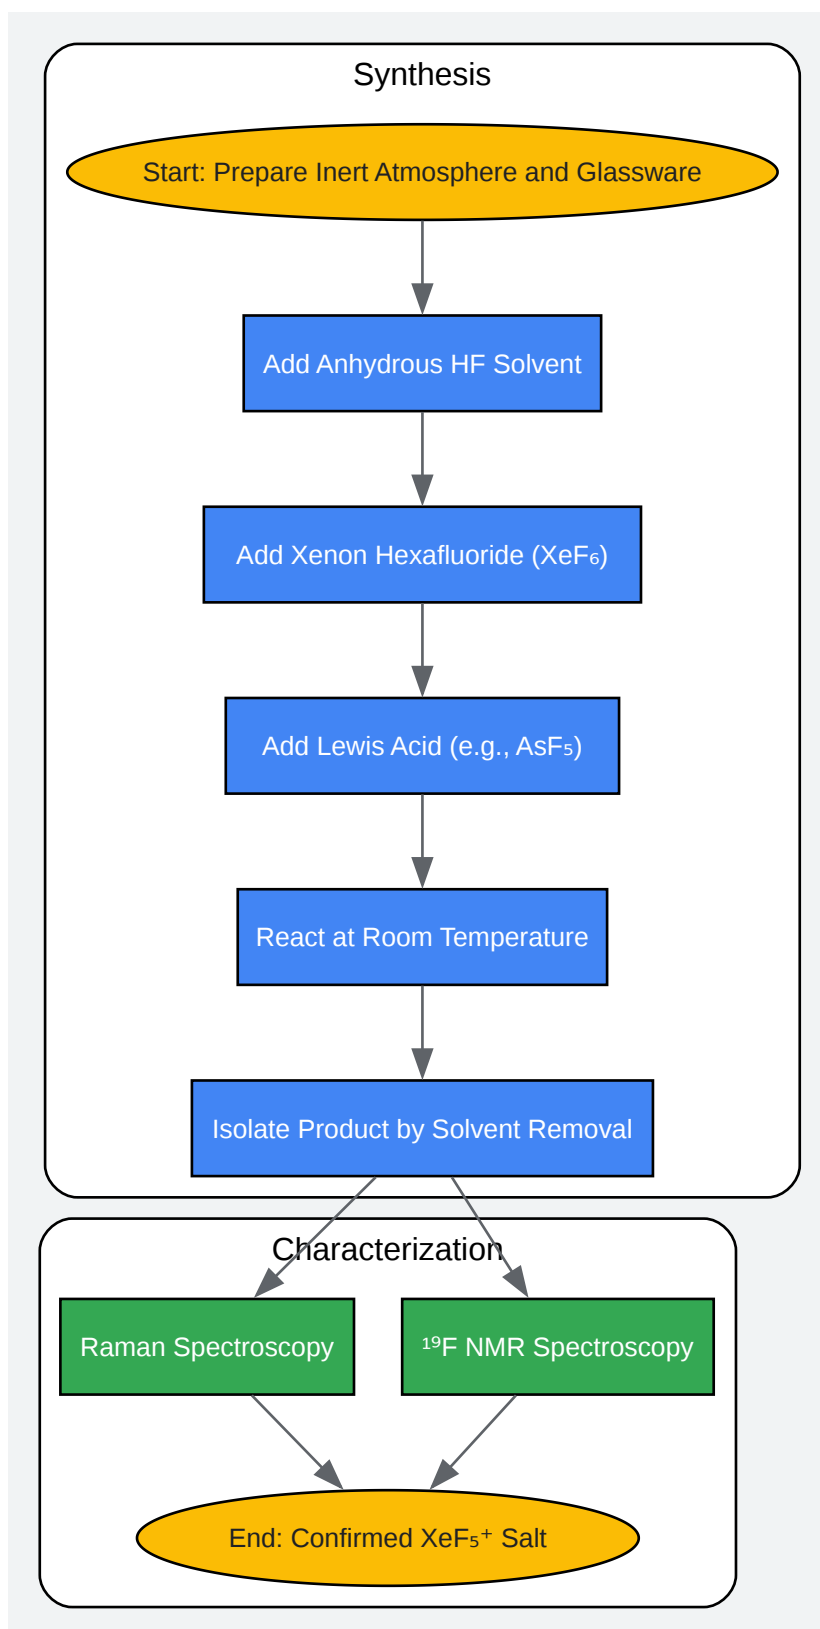 Synthesis
Start: Prepare Inert Atmosphere and Glassware
Add Anhydrous HF Solvent
Add Xenon Hexafluoride (XeF₆)
Add Lewis Acid (e.g., AsF₅)
React at Room Temperature
Isolate Product by Solvent Removal
Characterization
Raman Spectroscopy
¹⁹F NMR Spectroscopy
End: Confirmed XeF₅⁺ Salt